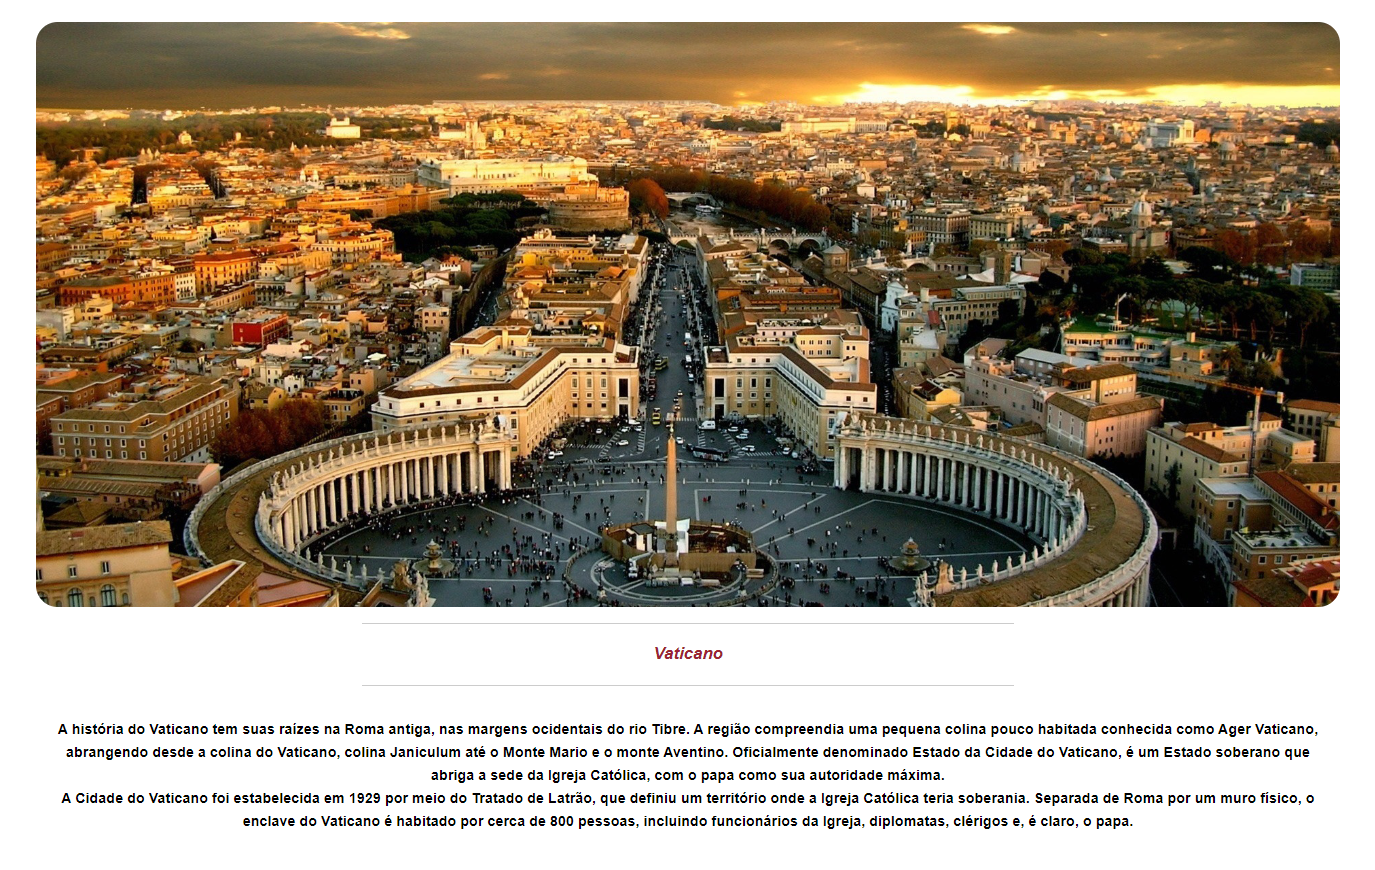 Vaticano
A história do Vaticano tem suas raízes na Roma antiga, nas margens ocidentais do rio Tibre. A região compreendia uma pequena colina pouco habitada conhecida como Ager Vaticano,
abrangendo desde a colina do Vaticano, colina Janiculum até o Monte Mario e o monte Aventino. Oficialmente denominado Estado da Cidade do Vaticano, é um Estado soberano que
abriga a sede da Igreja Católica, com o papa como sua autoridade máxima.
A Cidade do Vaticano foi estabelecida em 1929 por meio do Tratado de Latrão, que definiu um território onde a Igreja Católica teria soberania. Separada de Roma por um muro físico, o
enclave do Vaticano é habitado por cerca de 800 pessoas, incluindo funcionários da Igreja, diplomatas, clérigos e, é claro, o papa.